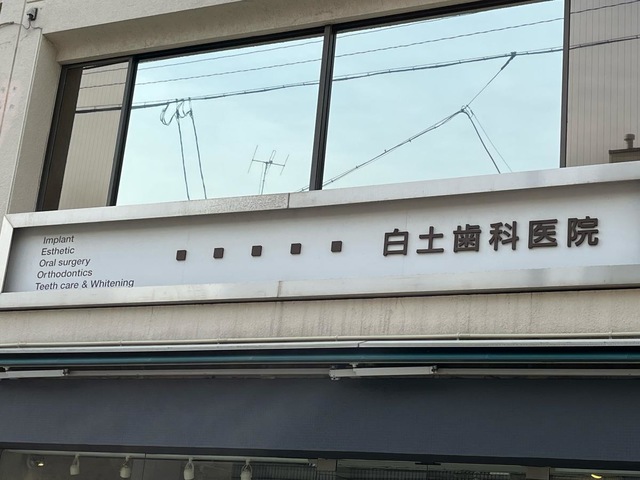 Implant
Esthetic
Oral surgery
Orthodontics
Teeth care & Whitening
白土歯科医院